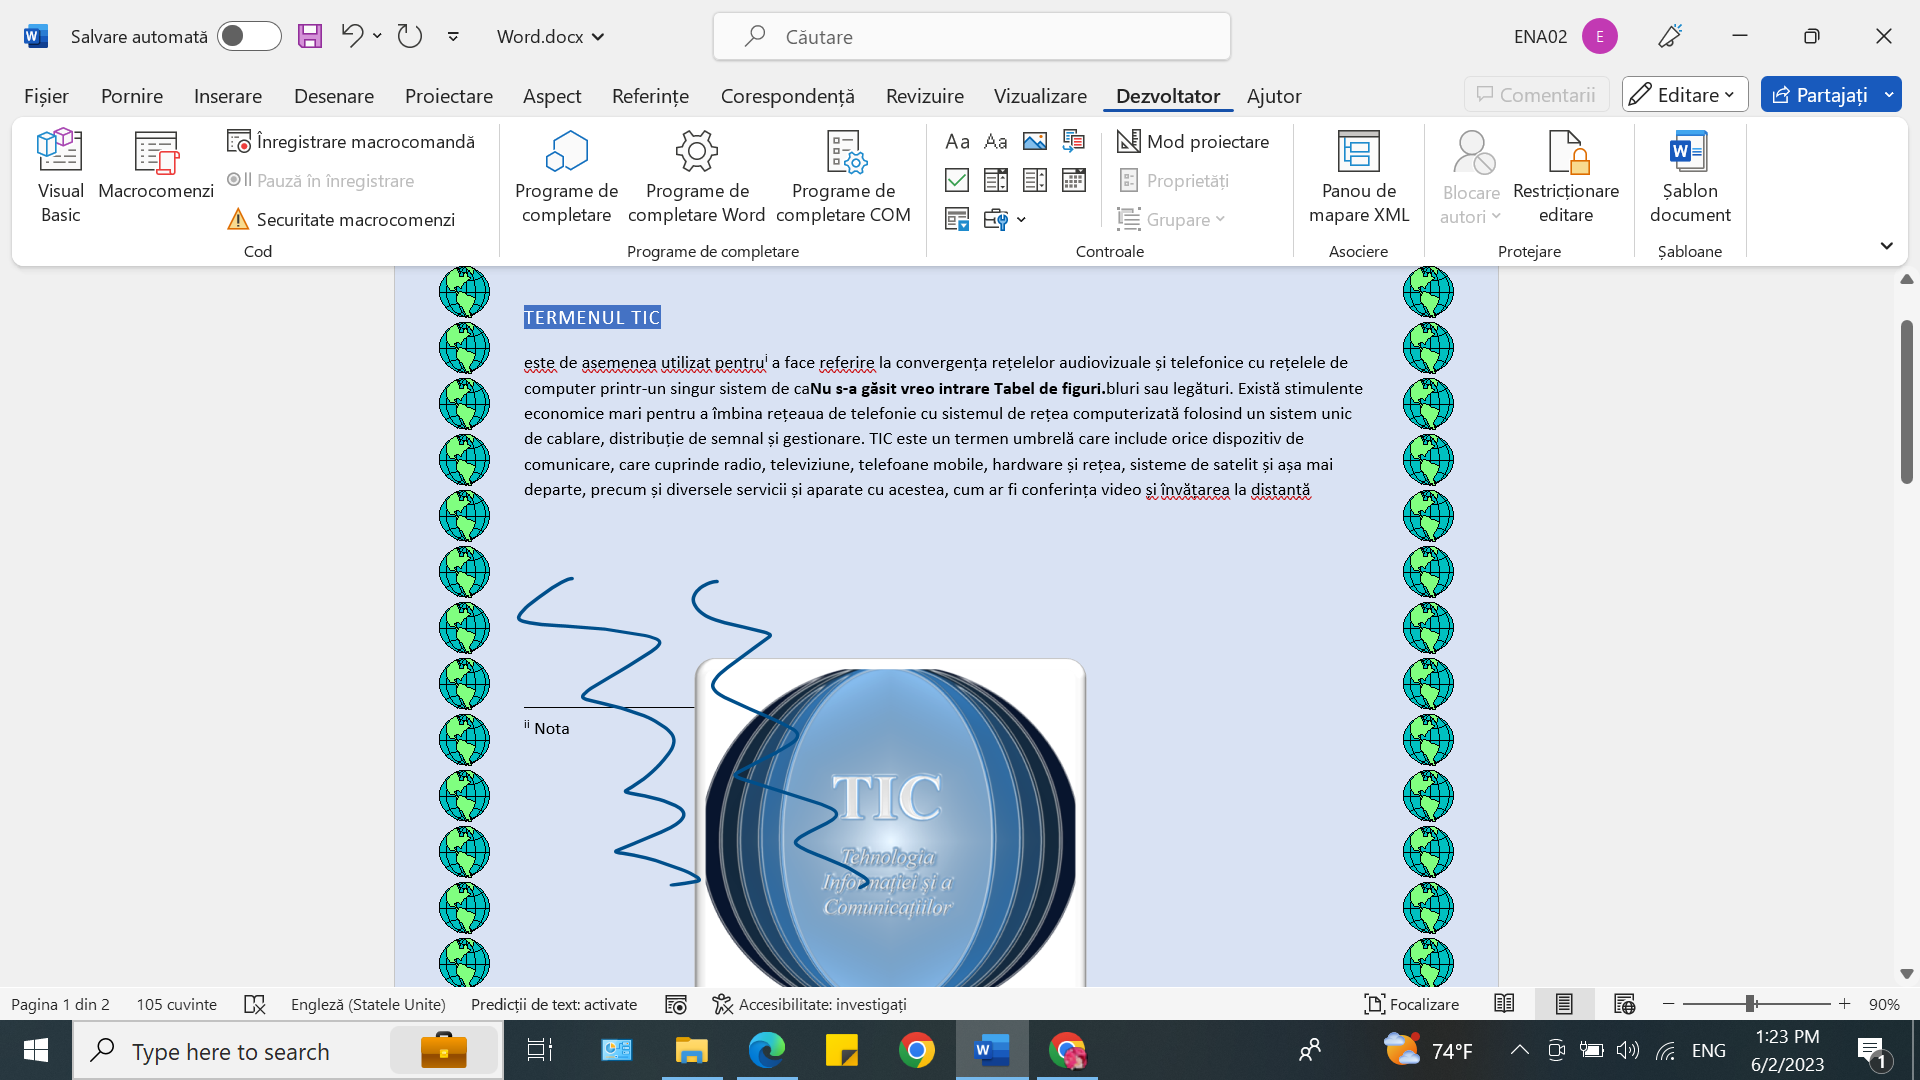 Salvare automată
Word.docx
Căutare
ENA02
E
Fișier
Pornire
Inserare
Desenare
Proiectare
Aspect
Referințe
Corespondență
Revizuire
Vizualizare
Dezvoltator
Ajutor
Comentarii
Editare
Partajați
Visual
Basic
Macrocomenzi
Înregistrare macrocomandă
Pauză în înregistrare
Securitate macrocomenzi
Cod
Programe de
completare
Programe de
completare Word
Programe de
completare COM
Programe de completare
Aa
Aa
Mod proiectare
Proprietăți
Grupare
Controale
Panou de
mapare XML
Asociere
Blocare
autori
Restricționare
editare
Protejare
Șablon
document
Șabloane
TERMENUL TIC
este de asemenea utilizat pentruⁱ a face referire la convergența rețelelor audiovizuale și telefonice cu rețelele de
computer printr-un singur sistem de caNu s-a găsit vreo intrare Tabel de figuri.bluri sau legături. Există stimulente
economice mari pentru a îmbina rețeaua de telefonie cu sistemul de rețea computerizată folosind un sistem unic
de cablare, distribuție de semnal și gestionare. TIC este un termen umbrelă care include orice dispozitiv de
comunicare, care cuprinde radio, televiziune, telefoane mobile, hardware și rețea, sisteme de satelit și așa mai
departe, precum și diversele servicii și aparate cu acestea, cum ar fi conferința video și învățarea la distantă
ii Nota
TIC
Tehnologia
Informației și a
Comunicațiilor
Pagina 1 din 2
105 cuvinte
Engleză (Statele Unite)
Predicții de text: activate
Accesibilitate: investigați
Focalizare
90%
Type here to search
74°F
ENG
1:23 PM
6/2/2023
1